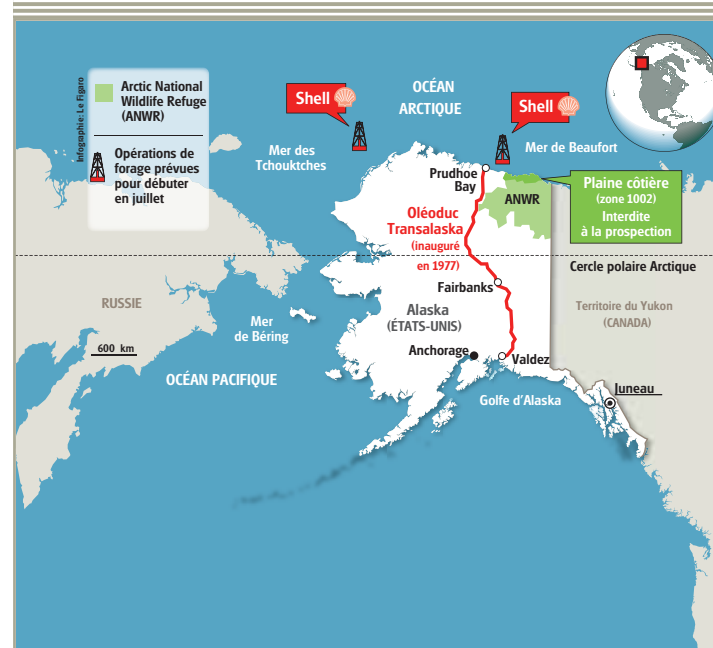 Infographie: Le Figaro
Arctic National
Wildlife Refuge
(ANWR)
Opérations de
forage prévues
pour débuter
en juillet
Shell
OCÉAN
ARCTIQUE
Shell
Mer des
Tchouktches
Mer de Beaufort
Prudhoe
Bay
ANWR
Plaine côtière
(zone 1002)
Interdite
à la prospection
Oléoduc
Transalaska
(inauguré
en 1977)
Cercle polaire Arctique
Fairbanks
RUSSIE
Mer
de Béring
Alaska
(ÉTATS-UNIS)
Territoire du Yukon
(CANADA)
600 km
Anchorage
Valdez
OCÉAN PACIFIQUE
Golfe d'Alaska
Juneau